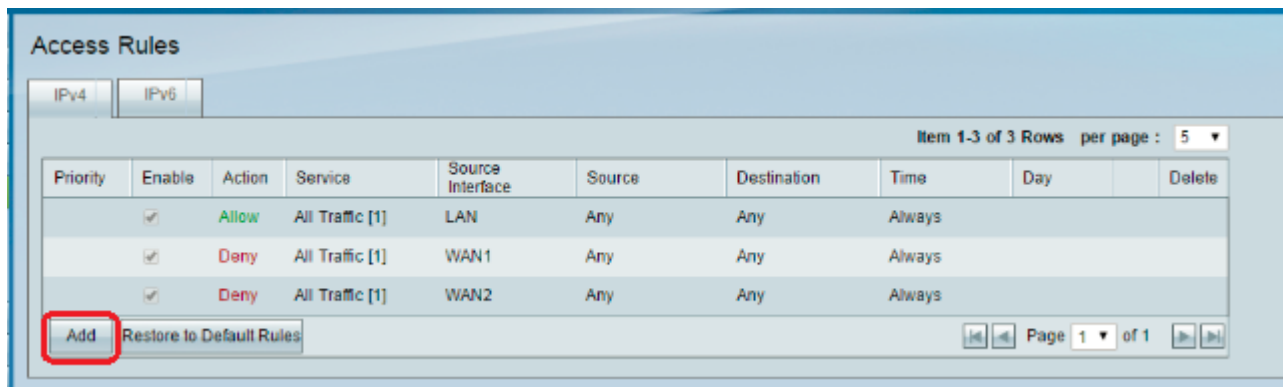 Access Rules
IPv4 IPv6
Item 1-3 of 3 Rows per page : 5
Priority Enable Action Service Source Interface Source Destination Time Day Delete
Allow All Traffic [1] LAN Any Any Always
Deny All Traffic [1] WAN1 Any Any Always
Deny All Traffic [1] WAN2 Any Any Always
Add Restore to Default Rules Page 1 of 1